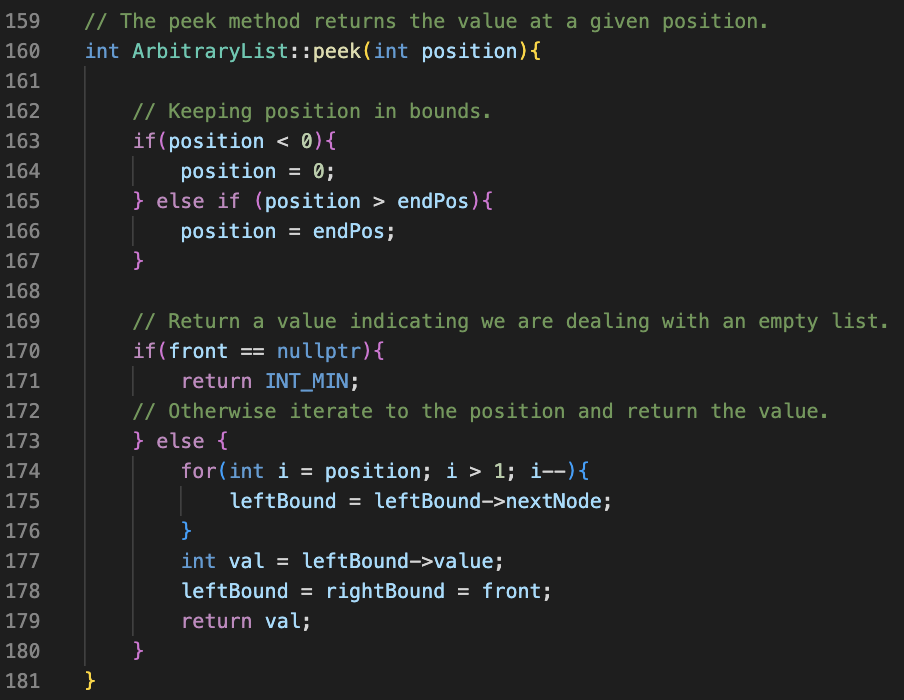 159 // The peek method returns the value at a given position.
160 int ArbitraryList::peek(int position){
161
162 // Keeping position in bounds.
163 if(position < 0){
164 position = 0;
165 } else if (position > endPos){
166 position = endPos;
167 }
168
169 // Return a value indicating we are dealing with an empty list.
170 if(front == nullptr){
171 return INT_MIN;
172 // Otherwise iterate to the position and return the value.
173 } else {
174 for(int i = position; i > 1; i--){
175 leftBound = leftBound->nextNode;
176 }
177 int val = leftBound->value;
178 leftBound = rightBound = front;
179 return val;
180 }
181 }